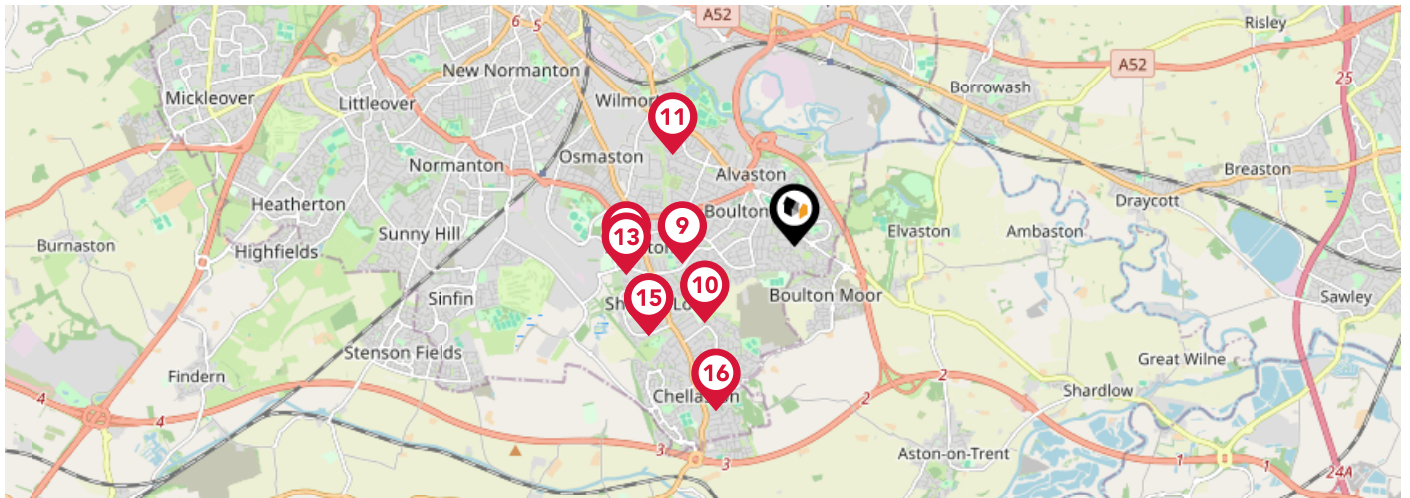 A52
Risley
6
5
New Normanton
A52
25
Mickleover
Littleover
Borrowash
11
Osmaston
Normanton
Alvaston
Breaston
Draycott
Heatherton
Boulton
9
Sunny Hill
Elvaston
Ambaston
13
Burnaston
Highfields
10
15
Sinfin
Boulton Moor
Sawley
Stenson Fields
Great Wilne
Findern
16
2
Shardlow
4
2
4
3
3
Aston-on-Trent
1
1
24A